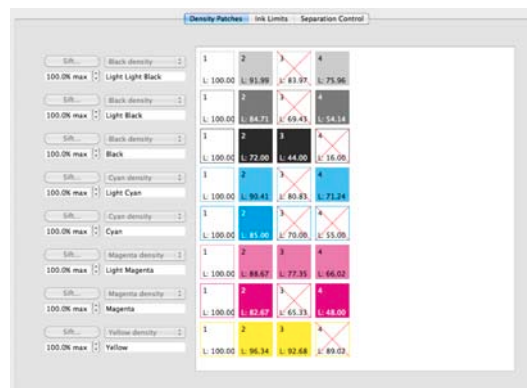 Density Patches Ink Limits Separation Control
Sift... Black density
100.0% max Light Light Black
1 2 3 4
L: 100.00 L: 91.99 L: 83.97 L: 75.96
Sift... Black density
100.0% max Light Black
1 2 3 4
L: 100.00 L: 84.71 L: 69.43 L: 54.14
Sift... Black density
100.0% max Black
1 2 3 4
L: 100.00 L: 72.00 L: 44.00 L: 16.00
Sift... Cyan density
100.0% max Light Cyan
1 2 3 4
L: 100.00 L: 90.41 L: 80.83 L: 71.24
Sift... Cyan density
100.0% max Cyan
1 2 3 4
L: 100.00 L: 85.00 L: 70.00 L: 55.00
Sift... Magenta density
100.0% max Light Magenta
1 2 3 4
L: 100.00 L: 88.67 L: 77.35 L: 66.02
Sift... Magenta density
100.0% max Magenta
1 2 3 4
L: 100.00 L: 82.67 L: 65.33 L: 48.00
Sift... Yellow density
100.0% max Yellow
1 2 3 4
L: 100.00 L: 96.34 L: 92.68 L: 89.02